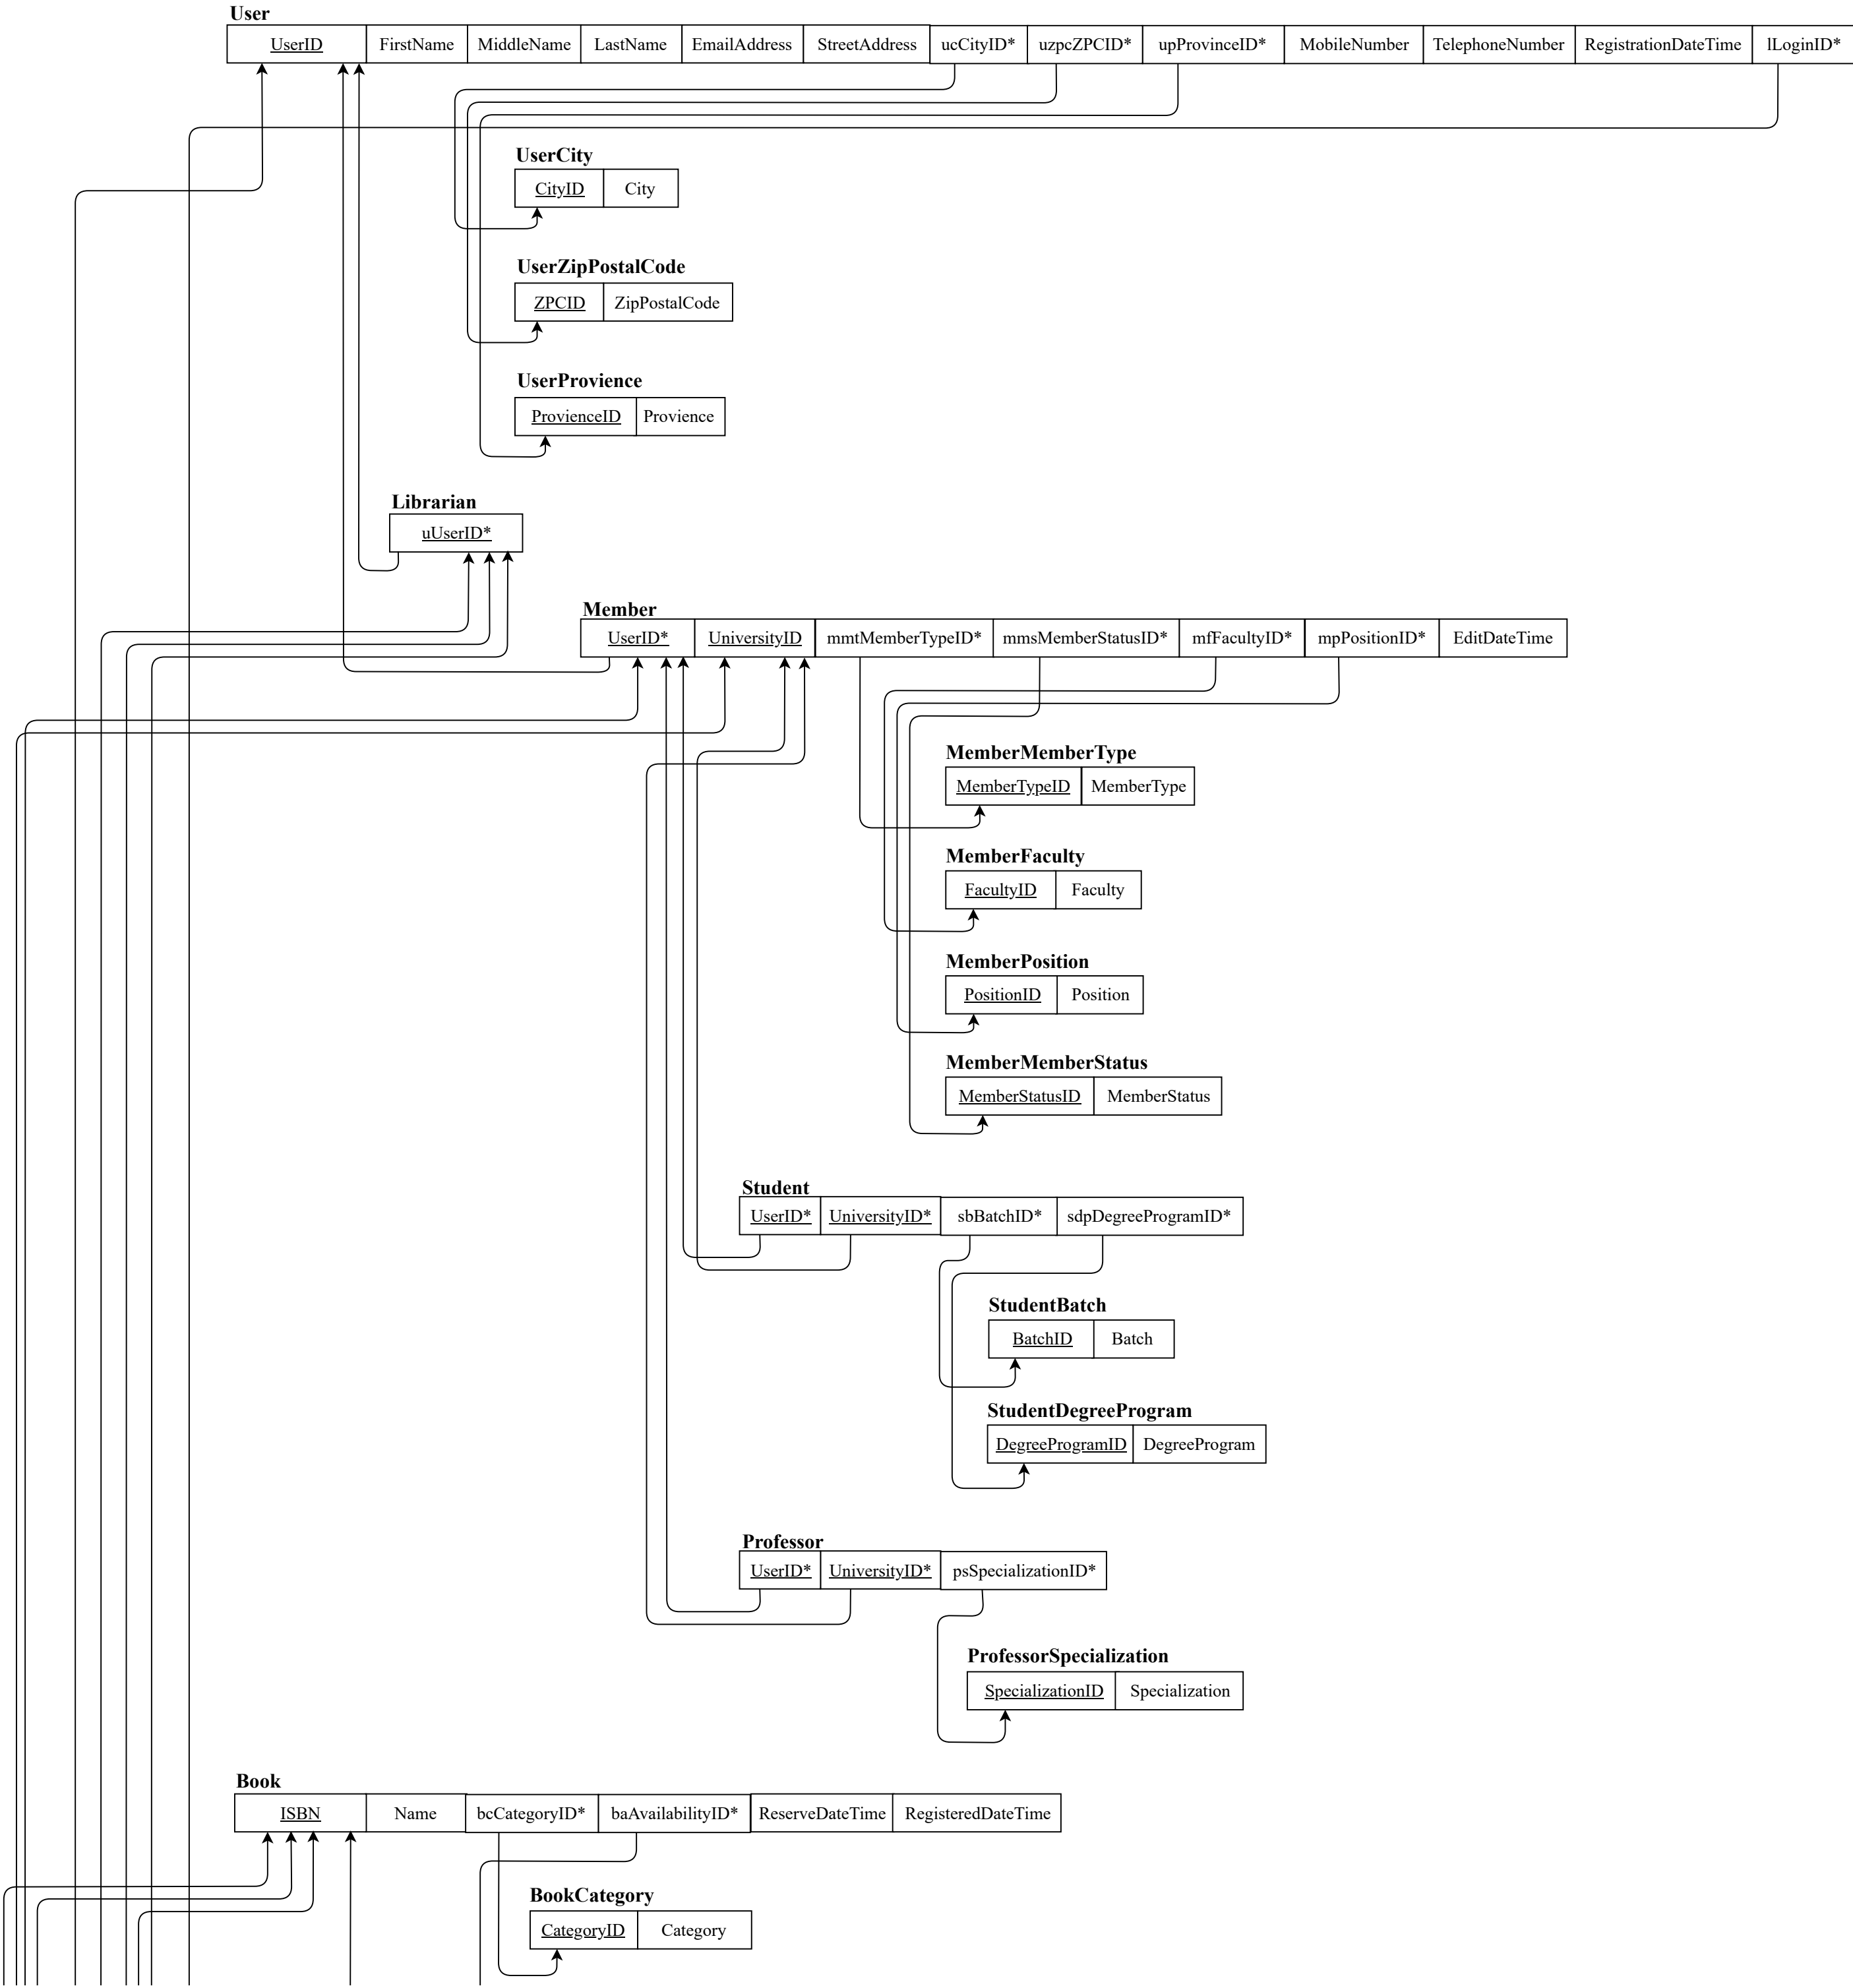 User
UserID FirstName MiddleName LastName EmailAddress StreetAddress ucCityID* uzpcZPCID* upProvinceID* MobileNumber TelephoneNumber RegistrationDateTime lLoginID*
UserCity
CityID City
UserZipPostalCode
ZPCID ZipPostalCode
UserProvience
ProvienceID Provience
Librarian
uUserID*
Member
UserID* UniversityID mmtMemberTypeID* mmsMemberStatusID* mfFacultyID* mpPositionID* EditDateTime
MemberMemberType
MemberTypeID MemberType
MemberFaculty
FacultyID Faculty
MemberPosition
PositionID Position
MemberMemberStatus
MemberStatusID MemberStatus
Student
UserID* UniversityID* sbBatchID* sdpDegreeProgramID*
StudentBatch
BatchID Batch
StudentDegreeProgram
DegreeProgramID DegreeProgram
Professor
UserID* UniversityID* psSpecializationID*
ProfessorSpecialization
SpecializationID Specialization
Book
ISBN Name bcCategoryID* baAvailabilityID* ReserveDateTime RegisteredDateTime
BookCategory
CategoryID Category